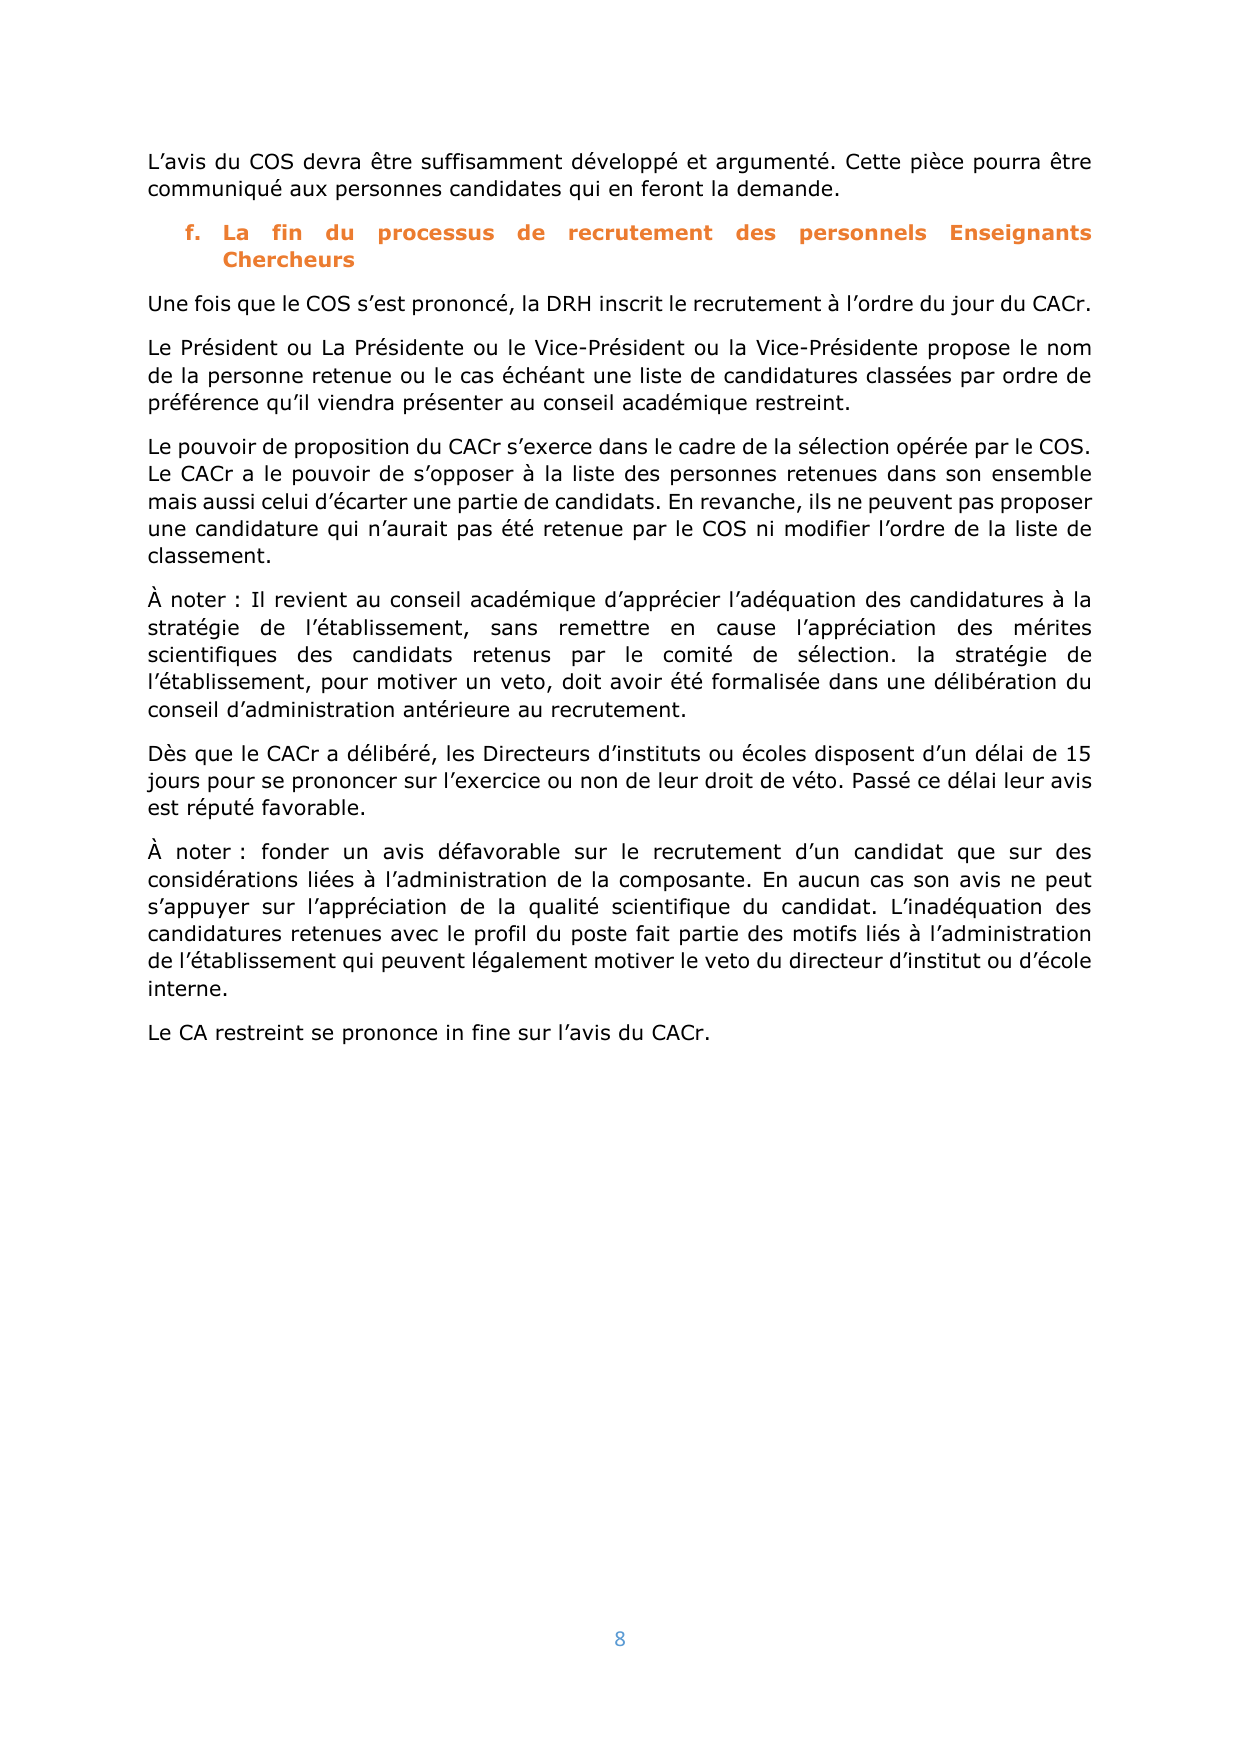 L’avis du COS devra être suffisamment développé et argumenté. Cette pièce pourra être
communiqué aux personnes candidates qui en feront la demande.
f. La fin du processus de recrutement des personnels Enseignants
Chercheurs
Une fois que le COS s’est prononcé, la DRH inscrit le recrutement à l’ordre du jour du CACr.
Le Président ou La Présidente ou le Vice-Président ou la Vice-Présidente propose le nom
de la personne retenue ou le cas échéant une liste de candidatures classées par ordre de
préférence qu’il viendra présenter au conseil académique restreint.
Le pouvoir de proposition du CACr s’exerce dans le cadre de la sélection opérée par le COS.
Le CACr a le pouvoir de s’opposer à la liste des personnes retenues dans son ensemble
mais aussi celui d’écarter une partie de candidats. En revanche, ils ne peuvent pas proposer
une candidature qui n’aurait pas été retenue par le COS ni modifier l’ordre de la liste de
classement.
À noter : Il revient au conseil académique d’apprécier l’adéquation des candidatures à la
stratégie de l’établissement, sans remettre en cause l’appréciation des mérites
scientifiques des candidats retenus par le comité de sélection. la stratégie de
l’établissement, pour motiver un veto, doit avoir été formalisée dans une délibération du
conseil d’administration antérieure au recrutement.
Dès que le CACr a délibéré, les Directeurs d’instituts ou écoles disposent d’un délai de 15
jours pour se prononcer sur l’exercice ou non de leur droit de véto. Passé ce délai leur avis
est réputé favorable.
À noter : fonder un avis défavorable sur le recrutement d’un candidat que sur des
considérations liées à l’administration de la composante. En aucun cas son avis ne peut
s’appuyer sur l’appréciation de la qualité scientifique du candidat. L’inadéquation des
candidatures retenues avec le profil du poste fait partie des motifs liés à l’administration
de l’établissement qui peuvent légalement motiver le veto du directeur d’institut ou d’école
interne.
Le CA restreint se prononce in fine sur l’avis du CACr.
8